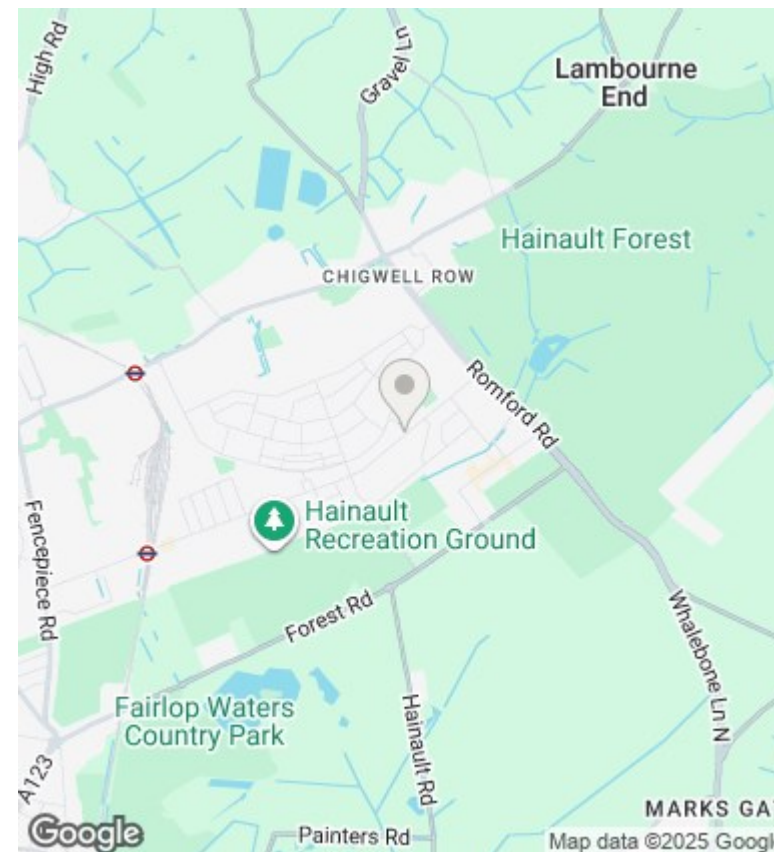 High Rd
Gravel Ln
Lambourne
End
Hainault Forest
CHIGWELL ROW
Romford Rd
Hainault
Recreation Ground
Fencepiece Rd
Forest Rd
Whalebone Ln N
Fairlop Waters
Country Park
Hainault Rd
A123
MARKS GA
Google
Painters Rd
Map data ©2025 Googl